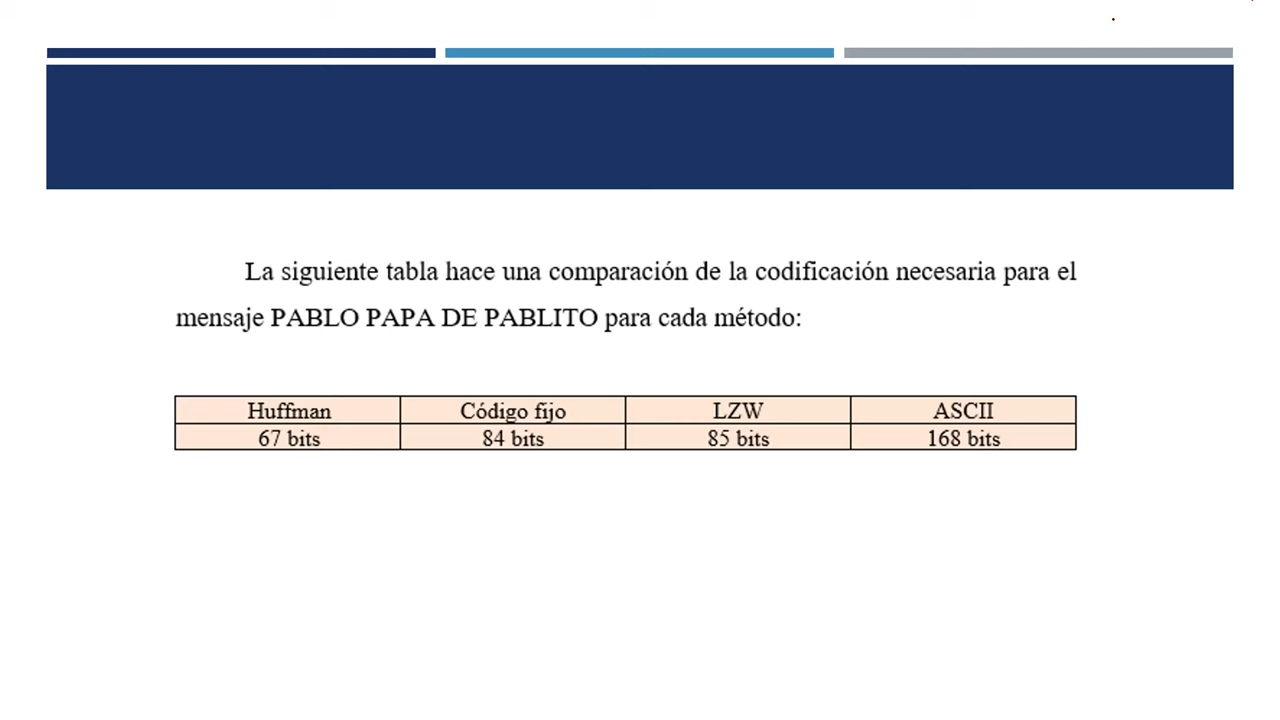 La siguiente tabla hace una comparación de la codificación necesaria para el
mensaje PABLO PAPA DE PABLITO para cada método:
Huffman Código fijo LZW ASCII
67 bits 84 bits 85 bits 168 bits